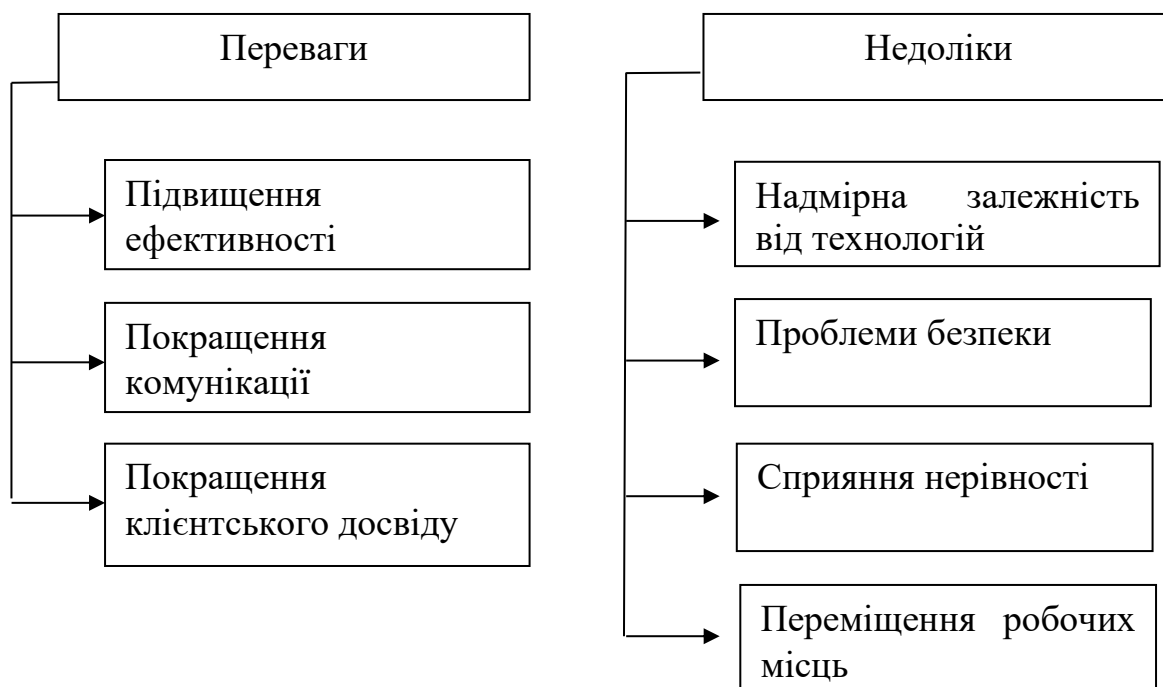 Переваги
Підвищення
ефективності
Покращення
комунікації
Покращення
клієнтського досвіду
Недоліки
Надмірна залежність
від технологій
Проблеми безпеки
Сприяння нерівності
Переміщення робочих
місць